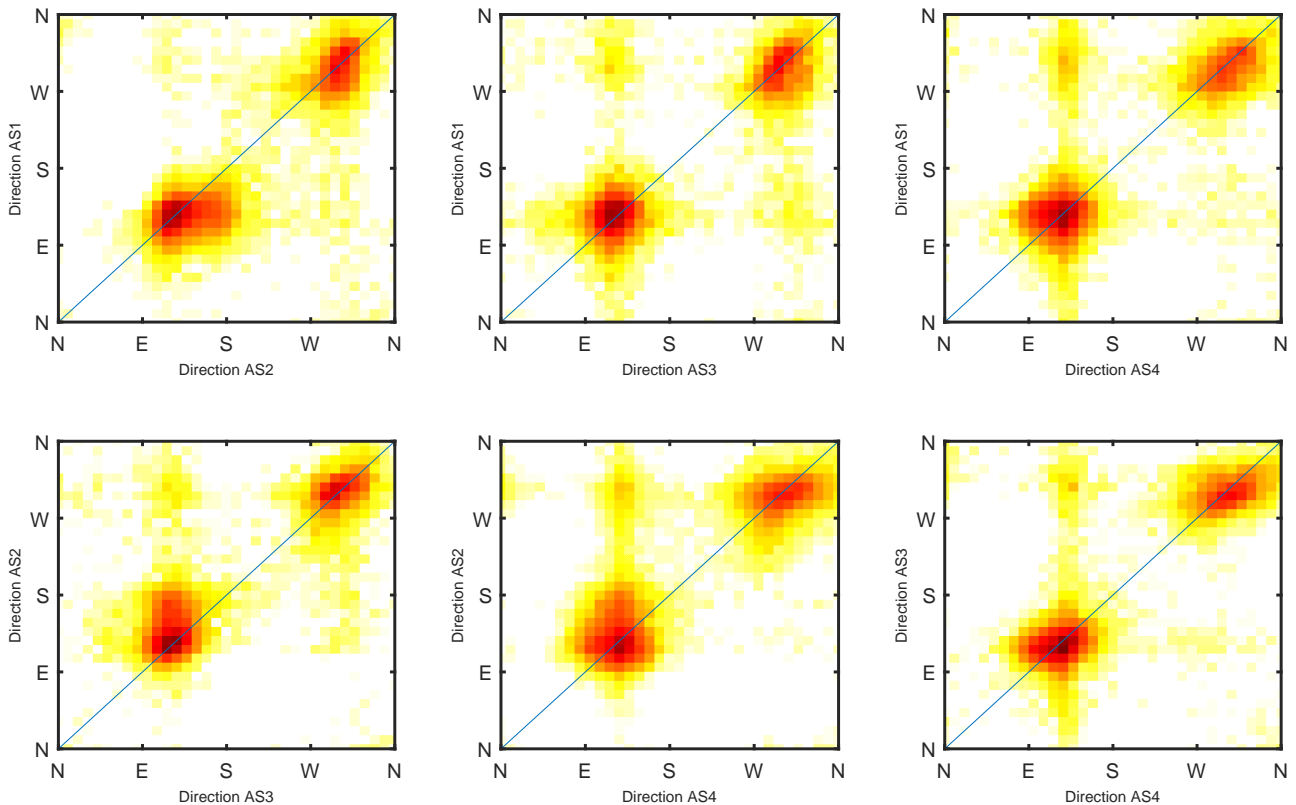 N
W
S
E
N
Direction AS1
N E S W N
Direction AS2
N
W
S
E
N
Direction AS1
N E S W N
Direction AS3
N
W
S
E
N
Direction AS1
N E S W N
Direction AS4
N
W
S
E
N
Direction AS2
N E S W N
Direction AS3
N
W
S
E
N
Direction AS2
N E S W N
Direction AS4
N
W
S
E
N
Direction AS3
N E S W N
Direction AS4